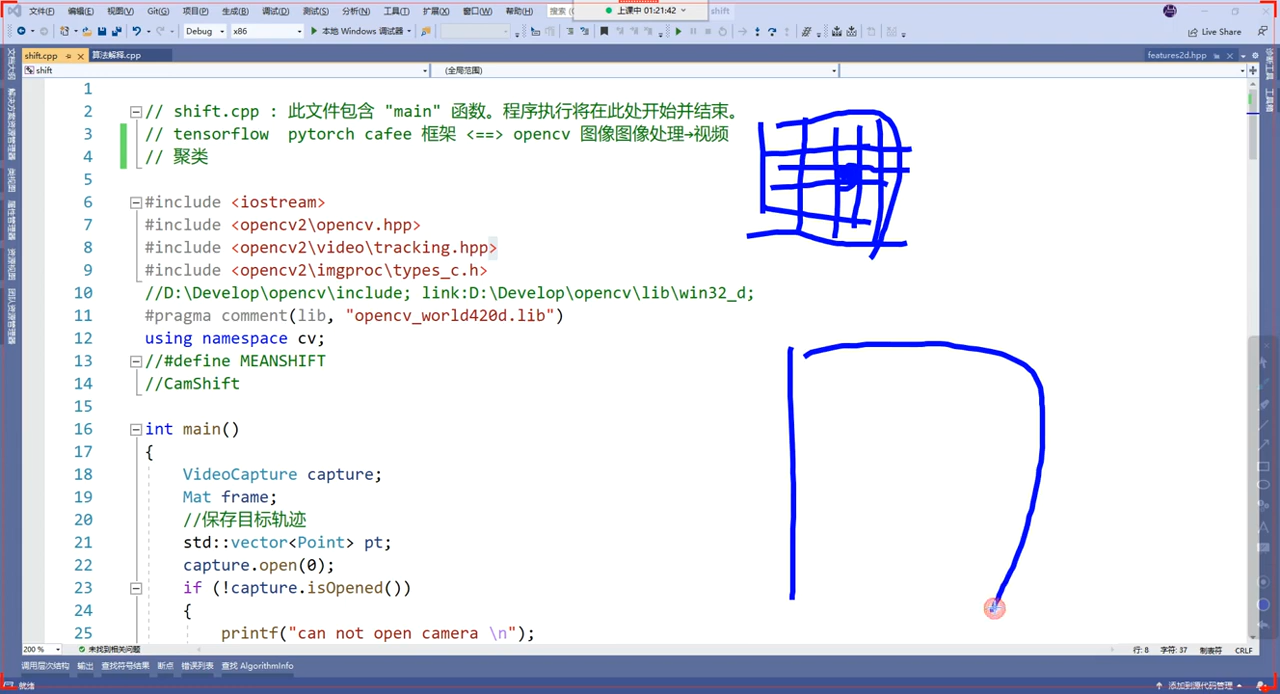 文件(F) 编辑(E) 视图(V) Git(G) 项目(P) 生成(B) 调试(D) 测试(S) 分析(N) 工具(T) 扩展(X) 窗口(W) 帮助(H) 搜索 上课中 01:21:42 shift
Debug x86 本地 Windows 调试器 Live Share
shift.cpp 算法解释.cpp features2d.hpp
shift (全局范围)
1
2 // shift.cpp : 此文件包含 "main" 函数。程序执行将在此处开始并结束。
3 // tensorflow pytorch cafee 框架 <==> opencv 图像图像处理→视频
4 // 聚类
5
6 #include <iostream>
7 #include <opencv2\opencv.hpp>
8 #include <opencv2\video\tracking.hpp>
9 #include <opencv2\imgproc\types_c.h>
10 //D:\Develop\opencv\include; link:D:\Develop\opencv\lib\win32_d;
11 #pragma comment(lib, "opencv_world420d.lib")
12 using namespace cv;
13 //#define MEANSHIFT
14 //CamShift
15
16 int main()
17 {
18 VideoCapture capture;
19 Mat frame;
20 //保存目标轨迹
21 std::vector<Point> pt;
22 capture.open(0);
23 if (!capture.isOpened())
24 {
25 printf("can not open camera \n");
200 % 未找到相关问题 行: 8 字符: 37 制表符 CRLF
调用层次结构 输出 查找符号结果 断点 错误列表 查找 AlgorithmInfo
就绪 添加到源代码管理